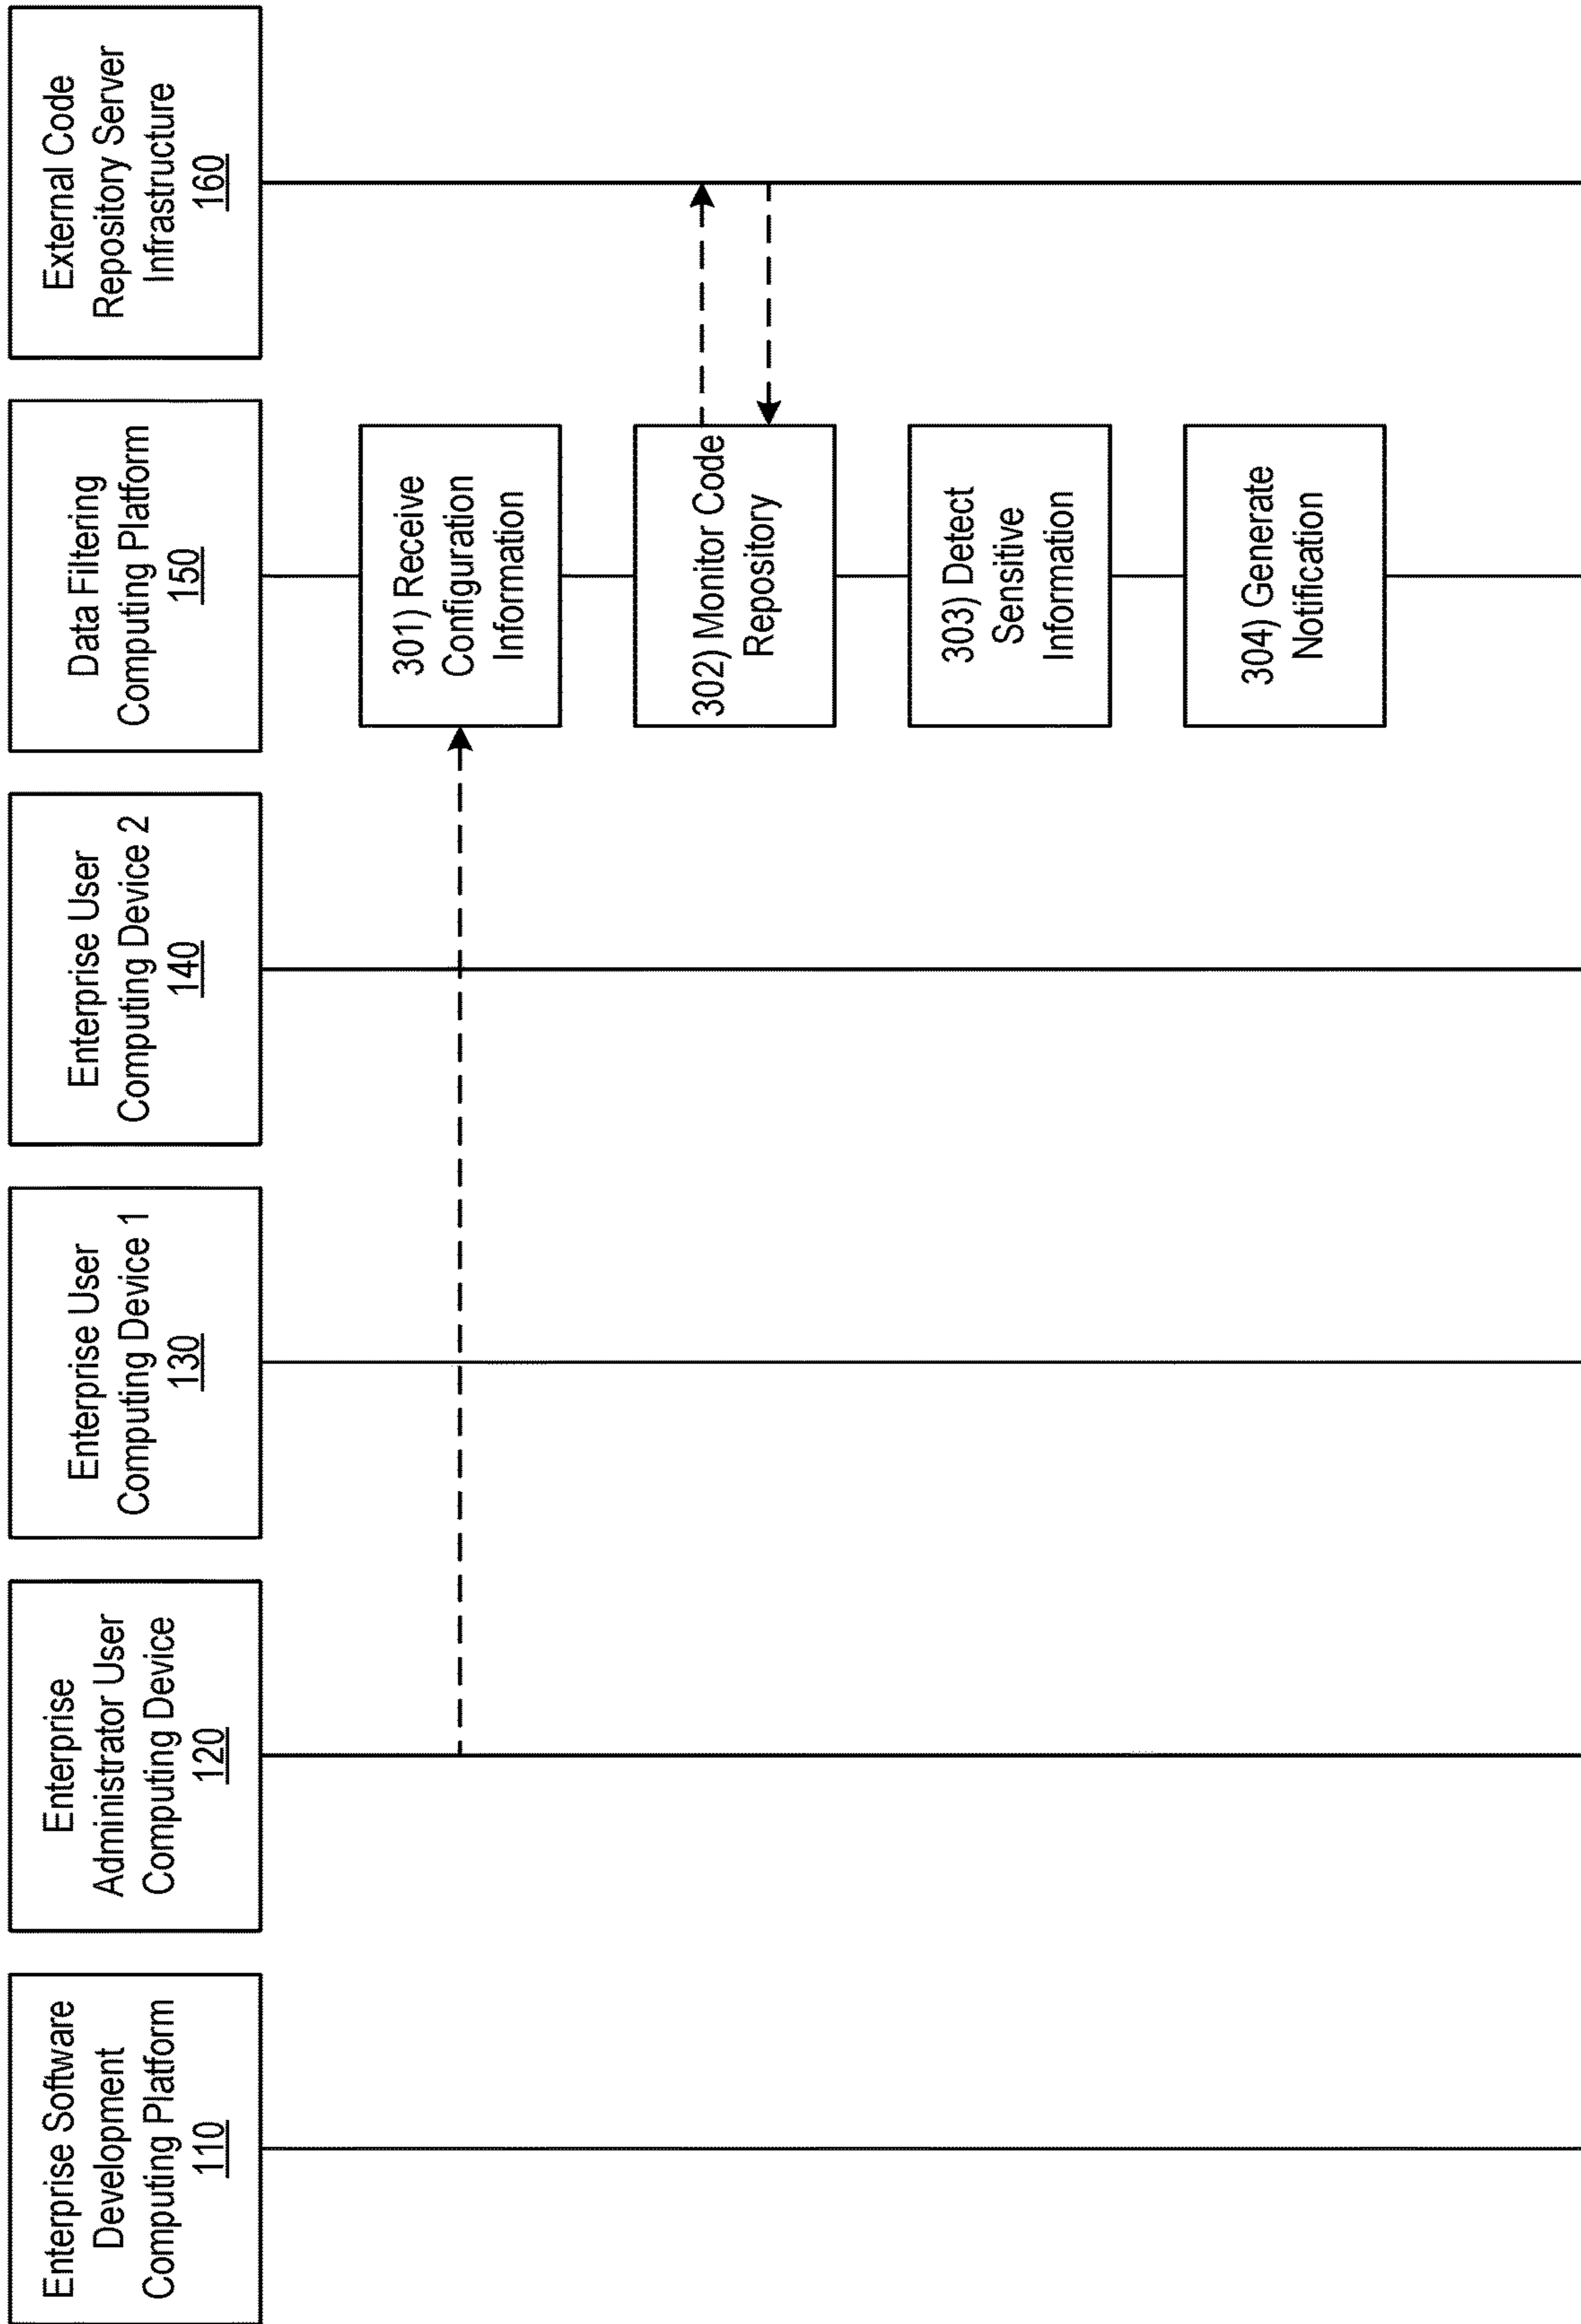 Enterprise Software
Development
Computing Platform
110
Enterprise
Administrator User
Computing Device
120
Enterprise User
Computing Device 1
130
Enterprise User
Computing Device 2
140
Data Filtering
Computing Platform
150
External Code
Repository Server
Infrastructure
160
301) Receive
Configuration
Information
302) Monitor Code
Repository
303) Detect
Sensitive
Information
304) Generate
Notification